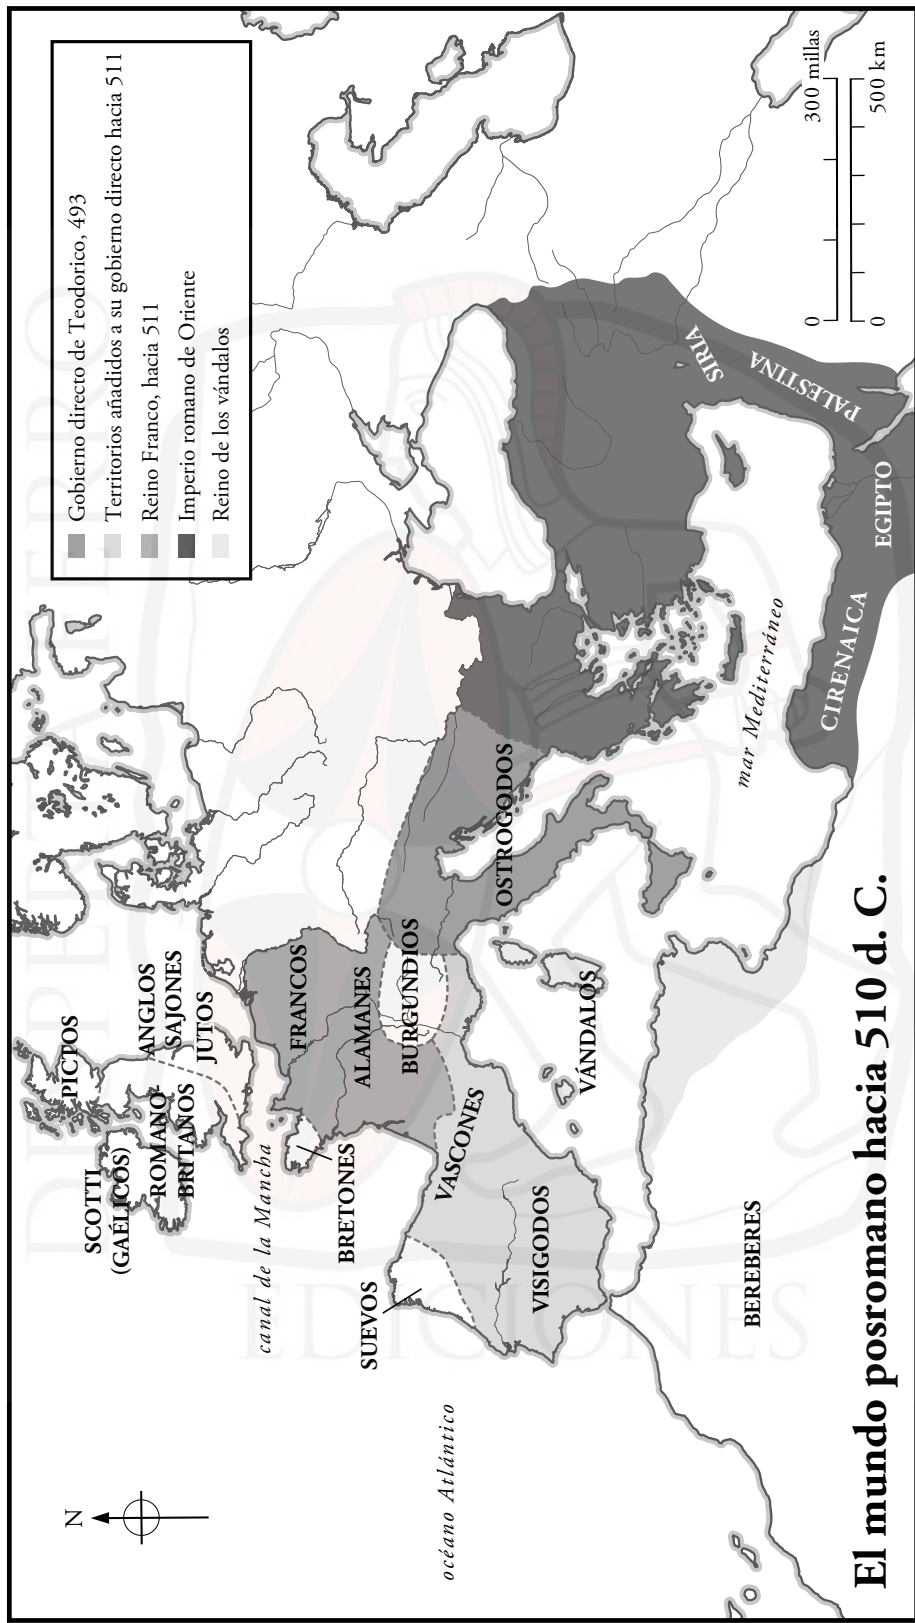 El mundo posromano hacia 510 d. C.
Gobierno directo de Teodorico, 493
Territorios añadidos a su gobierno directo hacia 511
Reino Franco, hacia 511
Imperio romano de Oriente
Reino de los vándalos
N
PICTOS
SCOTTI
(GAÉLICOS)
ROMANO-
BRITANOS
ANGLOS
SAJONES
JUTOS
canal de la Mancha
BRETONES
FRANCOS
ALAMANES
BURGUNDIOS
SUEVOS
VASCONES
VISIGODOS
océano Atlántico
OSTROGODOS
VÁNDALOS
BEREBERES
mar Mediterráneo
CIRENAICA
EGIPTO
PALESTINA
SIRIA
0
300 millas
0
500 km
DESPERTA FERRO
EDICIONES